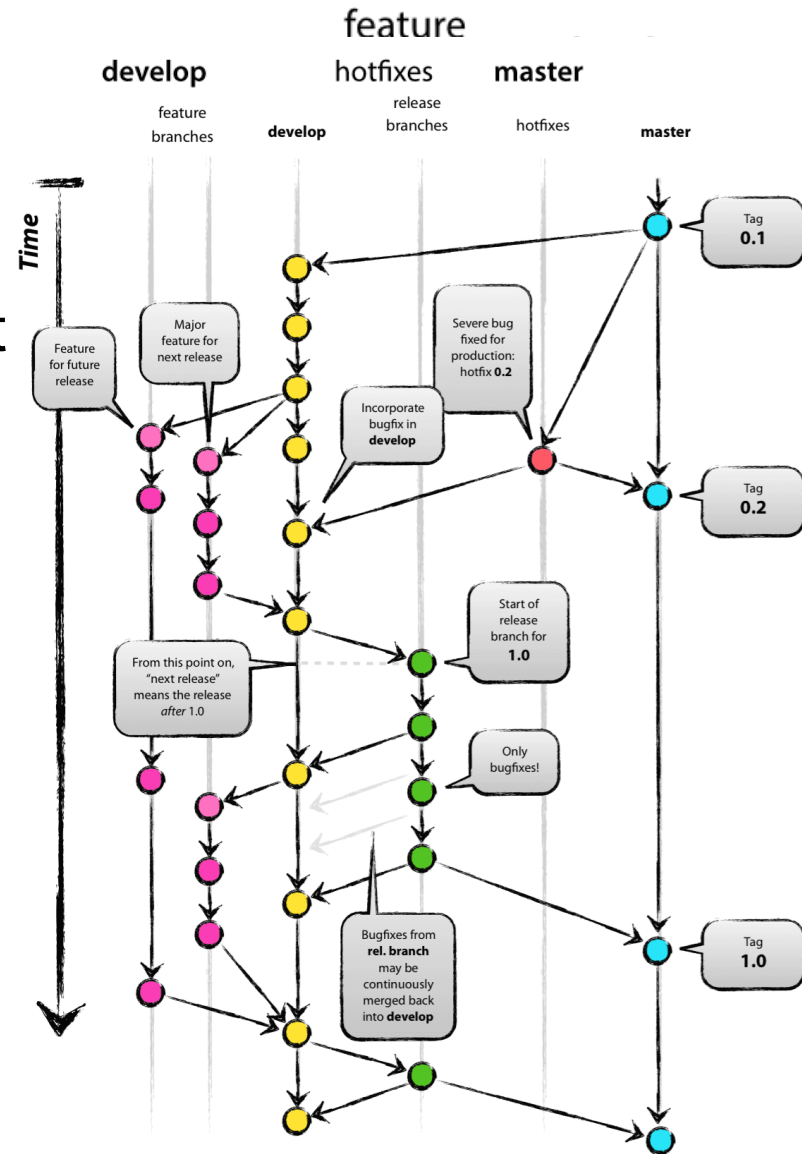 feature
develop
hotfixes
master
feature
branches
develop
release
branches
hotfixes
master
Time
Tag
0.1
Feature
for future
release
Major
feature for
next release
Severe bug
fixed for
production:
hotfix 0.2
Incorporate
bugfix in
develop
Tag
0.2
Start of
release
branch for
1.0
From this point on,
“next release”
means the release
after 1.0
Only
bugfixes!
Bugfixes from
rel. branch
may be
continuously
merged back
into develop
Tag
1.0